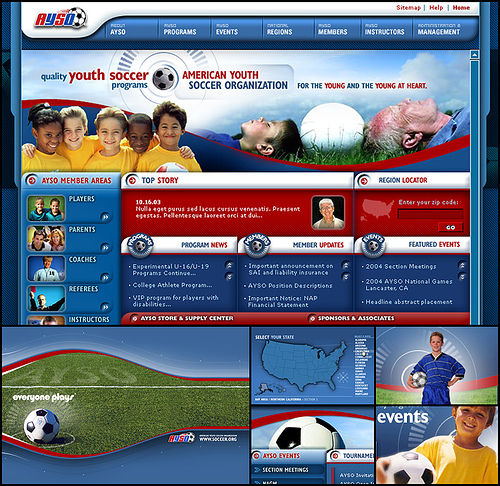 Sitemap | Help | Home
AYSO
ABOUT AYSO
AYSO PROGRAMS
AYSO EVENTS
NATIONAL REGIONS
AYSO MEMBERS
AYSO INSTRUCTORS
ADMINISTRATION & MANAGEMENT
quality youth soccer programs
AMERICAN YOUTH
SOCCER ORGANIZATION
FOR THE YOUNG AND THE YOUNG AT HEART.
AYSO MEMBER AREAS
TOP STORY
REGION LOCATOR
PLAYERS
PARENTS
COACHES
REFEREES
INSTRUCTORS
10.16.03
Nulla eget purus sed lacus cursus venenatis. Praesent
egestas. Pellentesque laoreet orci at dui...
Enter your zip code:
GO
PROGRAMS
PROGRAM NEWS
MEMBERS
MEMBER UPDATES
EVENTS
FEATURED EVENTS
Experimental U-16/U-19
Programs Continue...
College Athlete Program...
VIP program for players with
disabilities...
Important announcement on
SAI and liability insurance
AYSO Position Descriptions
Important Notice: NAP
Financial Statement
2004 Section Meetings
2004 AYSO National Games
Lancaster, CA
Headline abstract placement
AYSO STORE & SUPPLY CENTER
SPONSORS & ASSOCIATES
everyone plays
AYSO
WWW.SOCCER.ORG
SELECT YOUR STATE
AYSO EVENTS
SECTION MEETINGS
NAGM
TOURNAME
AYSO Invitati
events